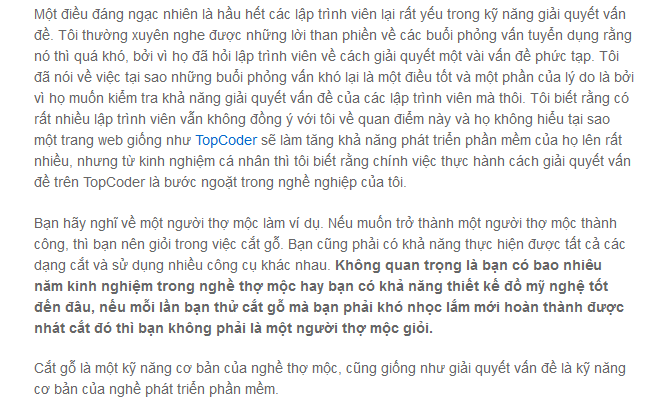 Một điều đáng ngạc nhiên là hầu hết các lập trình viên lại rất yếu trong kỹ năng giải quyết vấn
đề. Tôi thường xuyên nghe được những lời than phiền về các buổi phỏng vấn tuyển dụng rằng
nó thì quá khó, bởi vì họ đã hỏi lập trình viên về cách giải quyết một vài vấn đề phức tạp. Tôi
đã nói về việc tại sao những buổi phỏng vấn khó lại là một điều tốt và một phần của lý do là bởi
vì họ muốn kiểm tra khả năng giải quyết vấn đề của các lập trình viên mà thôi. Tôi biết rằng có
rất nhiều lập trình viên vẫn không đồng ý với tôi về quan điểm này và họ không hiểu tại sao
một trang web giống như TopCoder sẽ làm tăng khả năng phát triển phần mềm của họ lên rất
nhiều, nhưng từ kinh nghiệm cá nhân thì tôi biết rằng chính việc thực hành cách giải quyết vấn
đề trên TopCoder là bước ngoặt trong nghề nghiệp của tôi.
Bạn hãy nghĩ về một người thợ mộc làm ví dụ. Nếu muốn trở thành một người thợ mộc thành
công, thì bạn nên giỏi trong việc cắt gỗ. Bạn cũng phải có khả năng thực hiện được tất cả các
dạng cắt và sử dụng nhiều công cụ khác nhau. Không quan trọng là bạn có bao nhiêu
năm kinh nghiệm trong nghề thợ mộc hay bạn có khả năng thiết kế đồ mỹ nghệ tốt
đến đâu, nếu mỗi lần bạn thử cắt gỗ mà bạn phải khó nhọc lắm mới hoàn thành được
nhát cắt đó thì bạn không phải là một người thợ mộc giỏi.
Cắt gỗ là một kỹ năng cơ bản của nghề thợ mộc, cũng giống như giải quyết vấn đề là kỹ năng
cơ bản của nghề phát triển phần mềm.